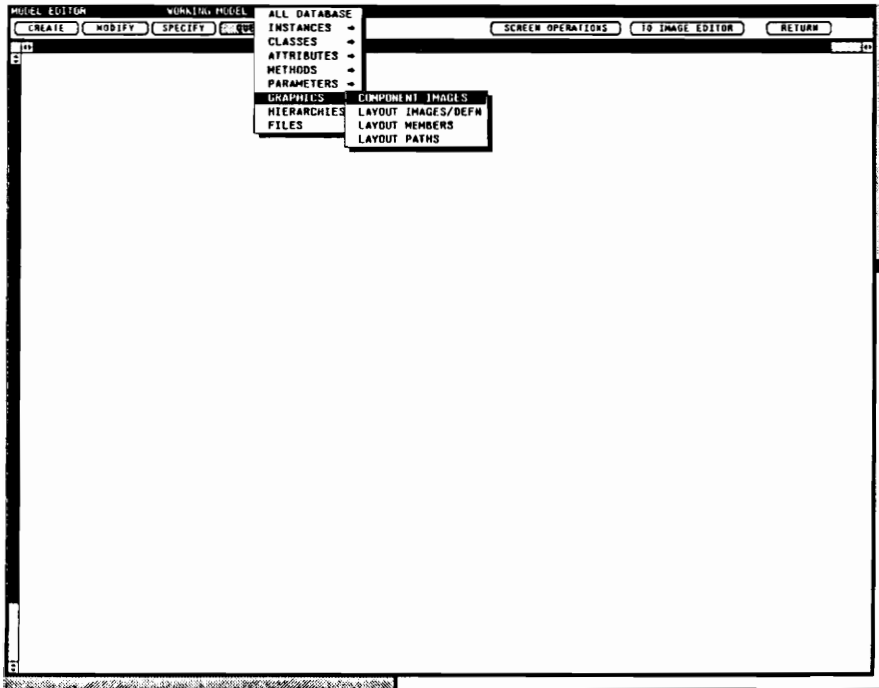 MODEL EDITOR WORKING MODEL
CREATE MODIFY SPECIFY SCREEN OPERATIONS TO IMAGE EDITOR RETURN
ALL DATABASE
INSTANCES
CLASSES
ATTRIBUTES
METHODS
PARAMETERS
GRAPHICS
HIERARCHIES
FILES
COMPONENT IMAGES
LAYOUT IMAGES/DEFN
LAYOUT MEMBERS
LAYOUT PATHS